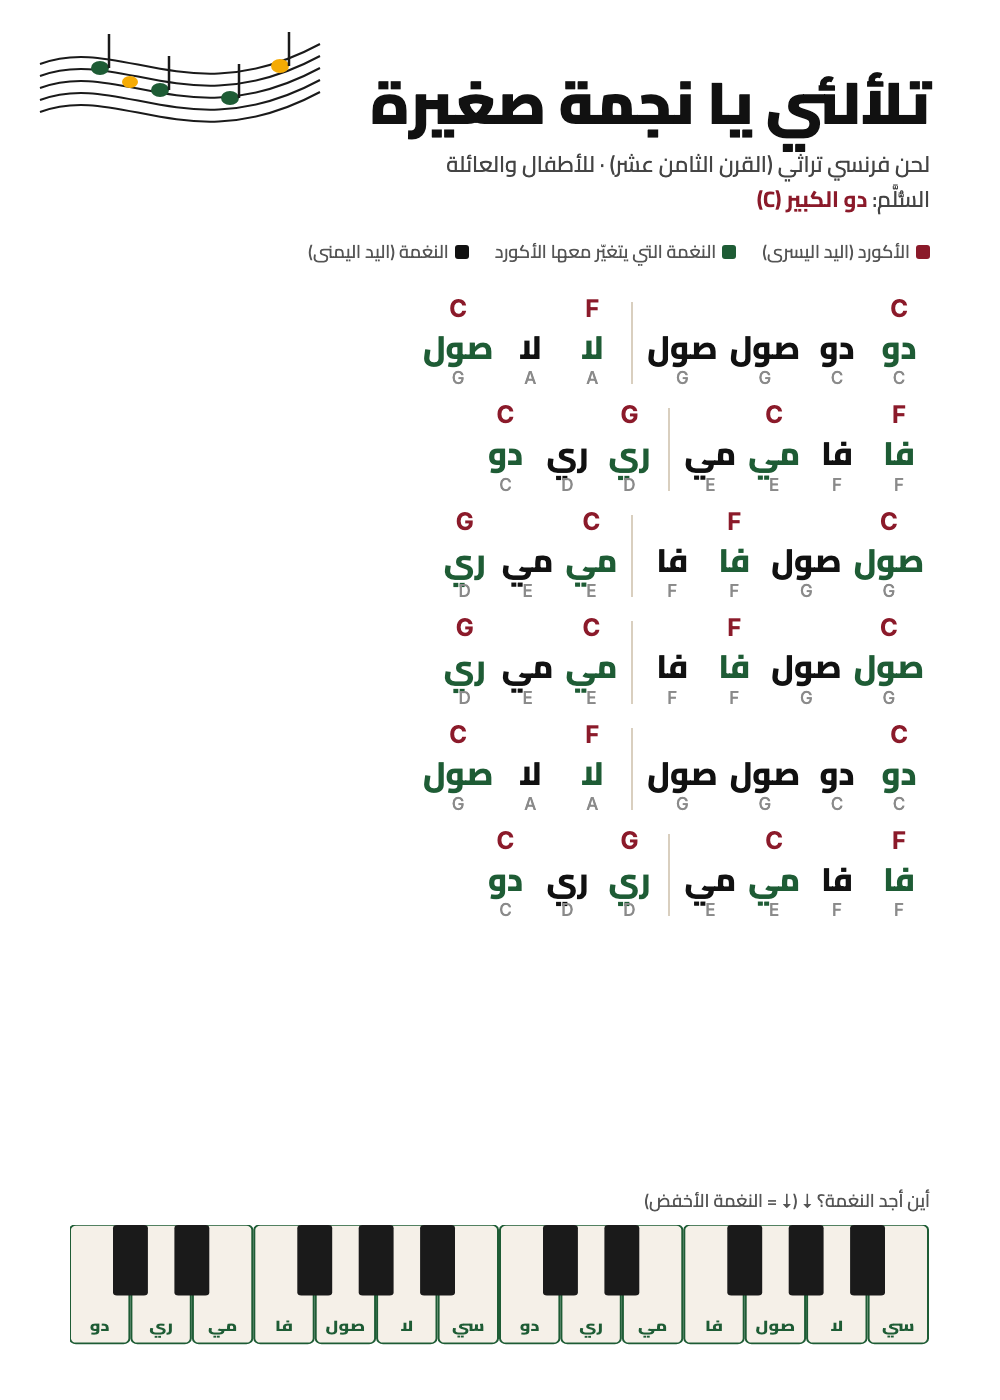 تلألئي يا نجمة صغيرة
لحن فرنسي تراثي (القرن الثامن عشر) · للأطفال والعائلة
السُّلَّم: دو الكبير (C)
الأكورد (اليد اليسرى) النغمة التي يتغيّر معها الأكورد النغمة (اليد اليمنى)
C F C
دو دو صول صول لا لا صول
C C G G A A G
F C G C
فا فا مي مي ري ري دو
F F E E D D C
C F C G
صول صول فا فا مي مي ري
G G F F E E D
C F C G
صول صول فا فا مي مي ري
G G F F E E D
C F C
دو دو صول صول لا لا صول
C C G G A A G
F C G C
فا فا مي مي ري ري دو
F F E E D D C
أين أجد النغمة؟ ↓ (↓ = النغمة الأخفض)
دو ري مي فا صول لا سي دو ري مي فا صول لا سي